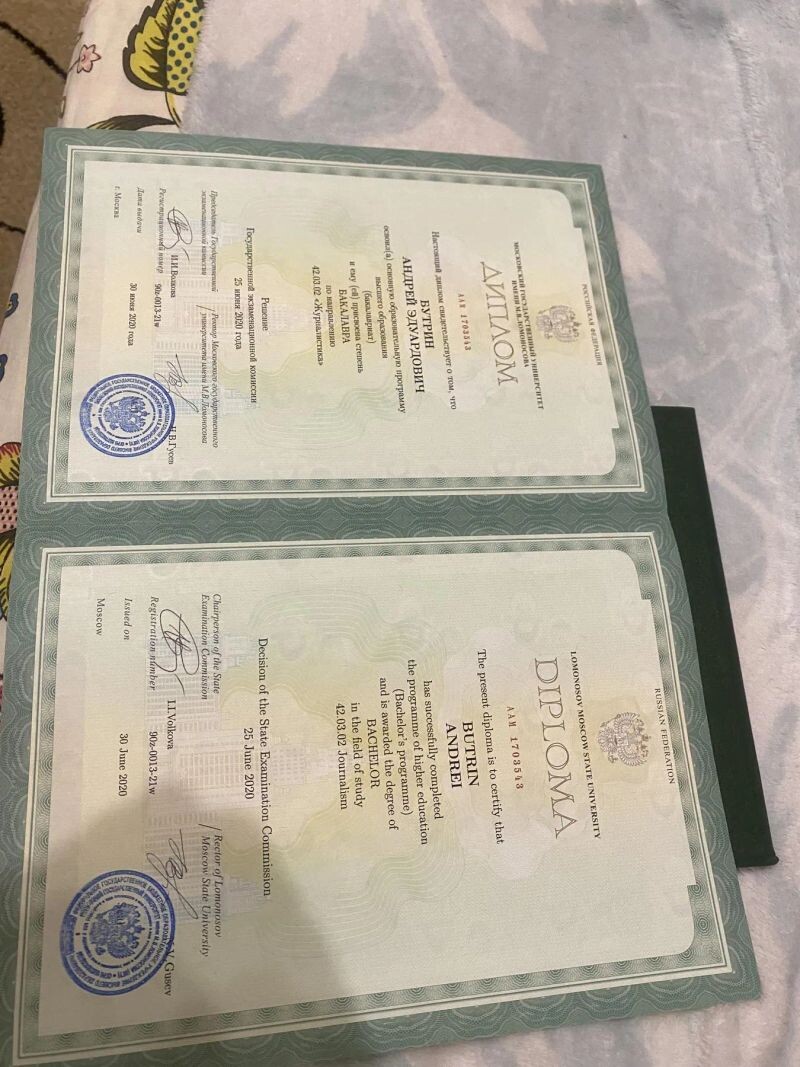 РОССИЙСКАЯ ФЕДЕРАЦИЯ
МОСКОВСКИЙ ГОСУДАРСТВЕННЫЙ УНИВЕРСИТЕТ
ИМЕНИ М.В.ЛОМОНОСОВА
ДИПЛОМ
ААМ 1703543
Настоящий диплом свидетельствует о том, что
БУТРИН
АНДРЕЙ ЭДУАРДОВИЧ
освоил(а) основную образовательную программу
высшего образования
(бакалавриат)
и ему (ей) присвоена степень
БАКАЛАВРА
по направлению
42.03.02 «Журналистика»
Решение
Государственной экзаменационной комиссии
25 июня 2020 года
Председатель Государственной
экзаменационной комиссии
И.И.Волкова
Ректор Московского государственного
университета имени М.В.Ломоносова
Н.В.Гусев
Регистрационный номер 90z-0013-21w
Дата выдачи 30 июня 2020 года
г. Москва
RUSSIAN FEDERATION
LOMONOSOV MOSCOW STATE UNIVERSITY
DIPLOMA
ААМ 1703543
The present diploma is to certify that
BUTRIN
ANDREI
has successfully completed
the programme of higher education
(Bachelor's programme)
and is awarded the degree of
BACHELOR
in the field of study
42.03.02 Journalism
Decision of the State Examination Commission
25 June 2020
Chairperson of the State
Examination Commission
I.I.Volkova
Rector of Lomonosov
Moscow State University
V. Gusev
Registration number 90z-0013-21w
Issued on 30 June 2020
Moscow